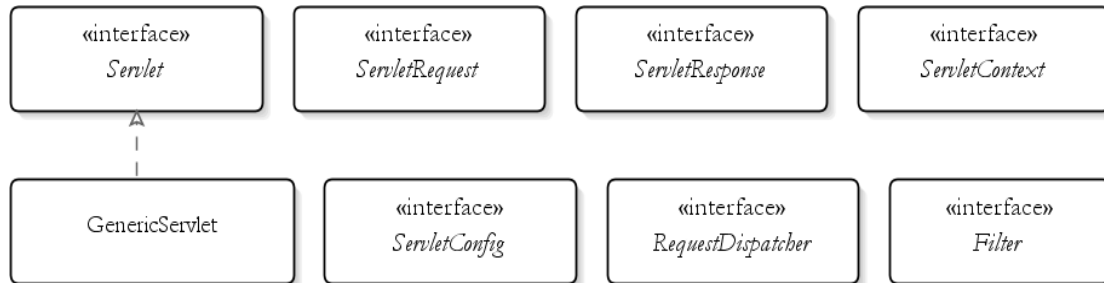 «interface»
Servlet
«interface»
ServletRequest
«interface»
ServletResponse
«interface»
ServletContext
GenericServlet
«interface»
ServletConfig
«interface»
RequestDispatcher
«interface»
Filter